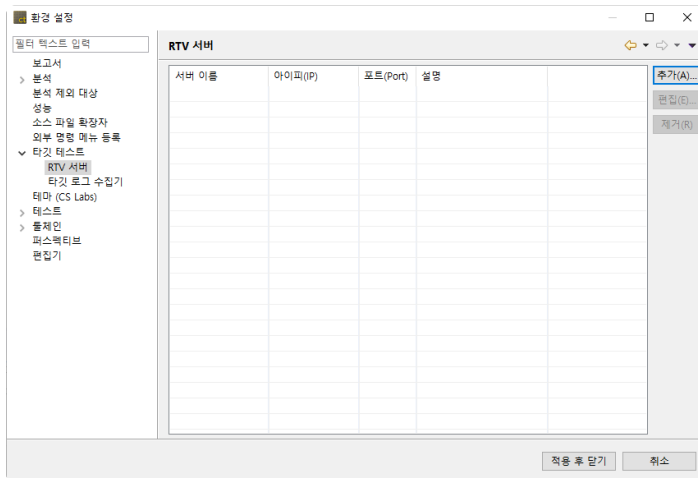 환경 설정
필터 텍스트 입력
보고서
분석
분석 제외 대상
성능
소스 파일 확장자
외부 명령 메뉴 등록
타깃 테스트
RTV 서버
타깃 로그 수집기
테마 (CS Labs)
테스트
툴체인
퍼스펙티브
편집기
RTV 서버
서버 이름 아이피(IP) 포트(Port) 설명
추가(A)...
편집(E)...
제거(R)
적용 후 닫기 취소